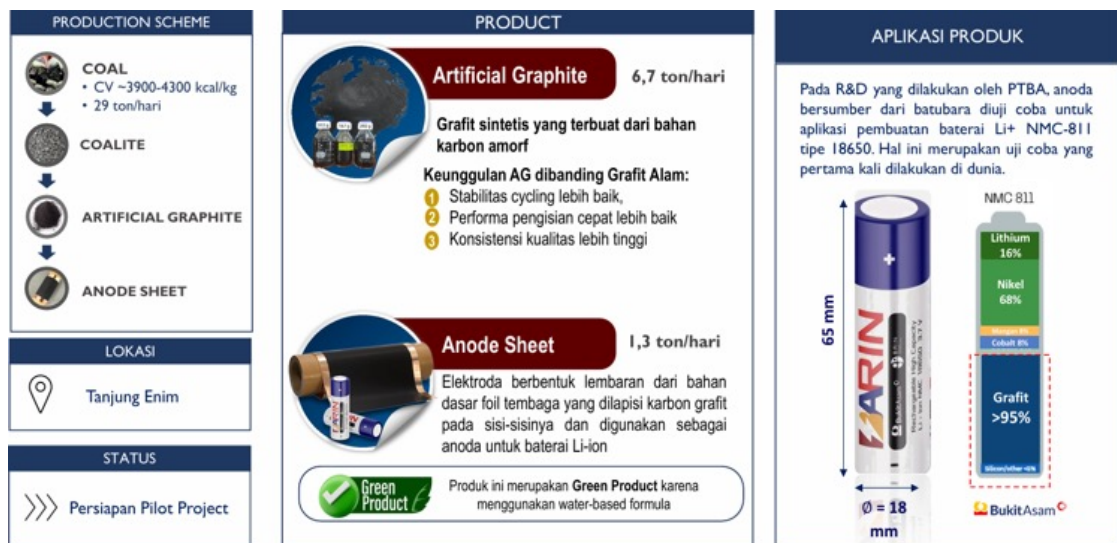 PRODUCTION SCHEME
COAL
• CV ~3900-4300 kcal/kg
• 29 ton/hari
COALITE
ARTIFICIAL GRAPHITE
ANODE SHEET
LOKASI
Tanjung Enim
STATUS
Persiapan Pilot Project
PRODUCT
Artificial Graphite
6,7 ton/hari
Grafit sintetis yang terbuat dari bahan
karbon amorf
Keunggulan AG dibanding Grafit Alam:
1 Stabilitas cycling lebih baik,
2 Performa pengisian cepat lebih baik
3 Konsistensi kualitas lebih tinggi
Anode Sheet
1,3 ton/hari
Elektroda berbentuk lembaran dari bahan
dasar foil tembaga yang dilapisi karbon grafit
pada sisi-sisinya dan digunakan sebagai
anoda untuk baterai Li-ion
Green
Product
Produk ini merupakan Green Product karena
menggunakan water-based formula
APLIKASI PRODUK
Pada R&D yang dilakukan oleh PTBA, anoda
bersumber dari batubara diuji coba untuk
aplikasi pembuatan baterai Li+ NMC-811
tipe 18650. Hal ini merupakan uji coba yang
pertama kali dilakukan di dunia.
65 mm
ARIN
Rechargeable High Capacity
Ø = 18
mm
NMC 811
Lithium
16%
Nikel
68%
Mangan 8%
Cobalt 8%
Grafit
>95%
Silicon/other <5%
BukitAsam